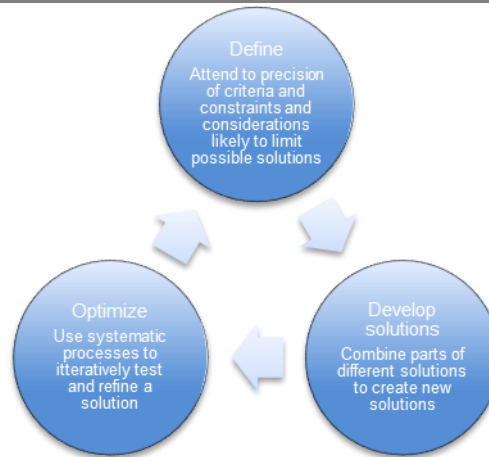 Define
Attend to precision
of criteria and
constraints and
considerations
likely to limit
possible solutions
Optimize
Use systematic
processes to
itteratively test
and refine a
solution
Develop
solutions
Combine parts of
different solutions
to create new
solutions